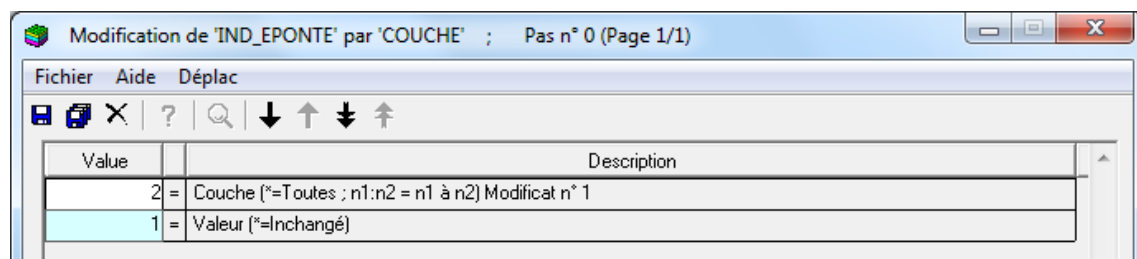 Modification de 'IND_EPONTE' par 'COUCHE' ; Pas n° 0 (Page 1/1)
Fichier Aide Déplac
?
Value Description
2 = Couche (*=Toutes ; n1:n2 = n1 à n2) Modificat n° 1
1 = Valeur (*=Inchangé)